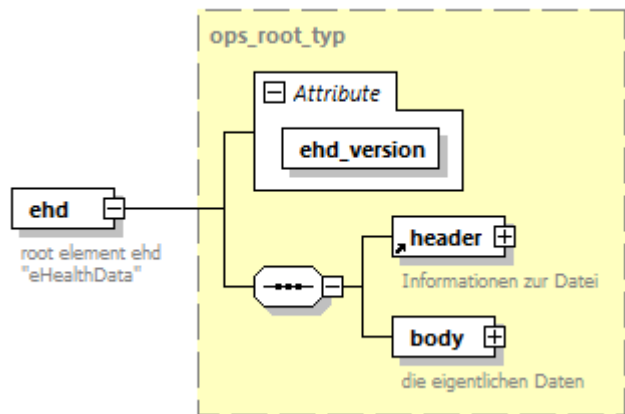 ops_root_typ
Attribute
ehd_version
ehd
root element ehd
"eHealthData"
header
Informationen zur Datei
body
die eigentlichen Daten